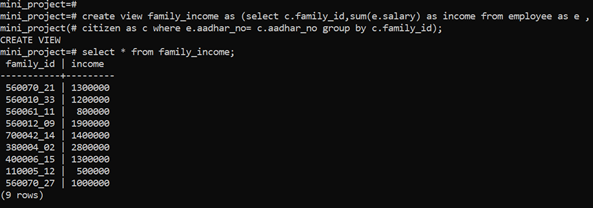 mini_project=#
mini_project=# create view family_income as (select c.family_id,sum(e.salary) as income from employee as e ,
mini_project(# citizen as c where e.aadhar_no= c.aadhar_no group by c.family_id);
CREATE VIEW
mini_project=# select * from family_income;
 family_id | income
-----------+---------
 560070_21 | 1300000
 560010_33 | 1200000
 560061_11 |  800000
 560012_09 | 1900000
 700042_14 | 1400000
 380004_02 | 2800000
 400006_15 | 1300000
 110005_12 |  500000
 560070_27 | 1000000
(9 rows)